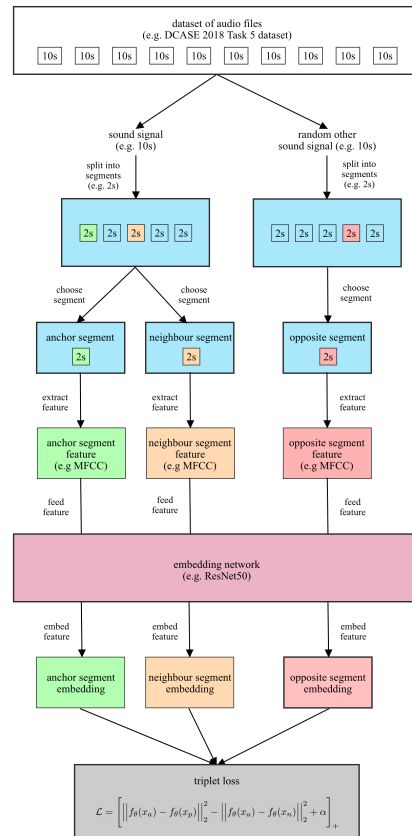 dataset of audio files
(e.g. DCASE 2018 Task 5 dataset)
10s 10s 10s 10s 10s 10s 10s 10s 10s 10s
sound signal
(e.g. 10s)
random other
sound signal (e.g. 10s)
split into
segments
(e.g. 2s)
split into
segments
(e.g. 2s)
2s 2s 2s 2s 2s
2s 2s 2s 2s 2s
choose
segment
choose
segment
choose
segment
anchor segment
2s
neighbour segment
2s
opposite segment
2s
extract
feature
extract
feature
extract
feature
anchor segment
feature
(e.g MFCC)
neighbour segment
feature
(e.g MFCC)
opposite segment
feature
(e.g MFCC)
feed
feature
feed
feature
feed
feature
embedding network
(e.g. ResNet50)
embed
feature
embed
feature
embed
feature
anchor segment
embedding
neighbour segment
embedding
opposite segment
embedding
triplet loss
ℒ = [ ||f_θ(x_a) − f_θ(x_p)||_2^2 − ||f_θ(x_a) − f_θ(x_n)||_2^2 + α ]_+